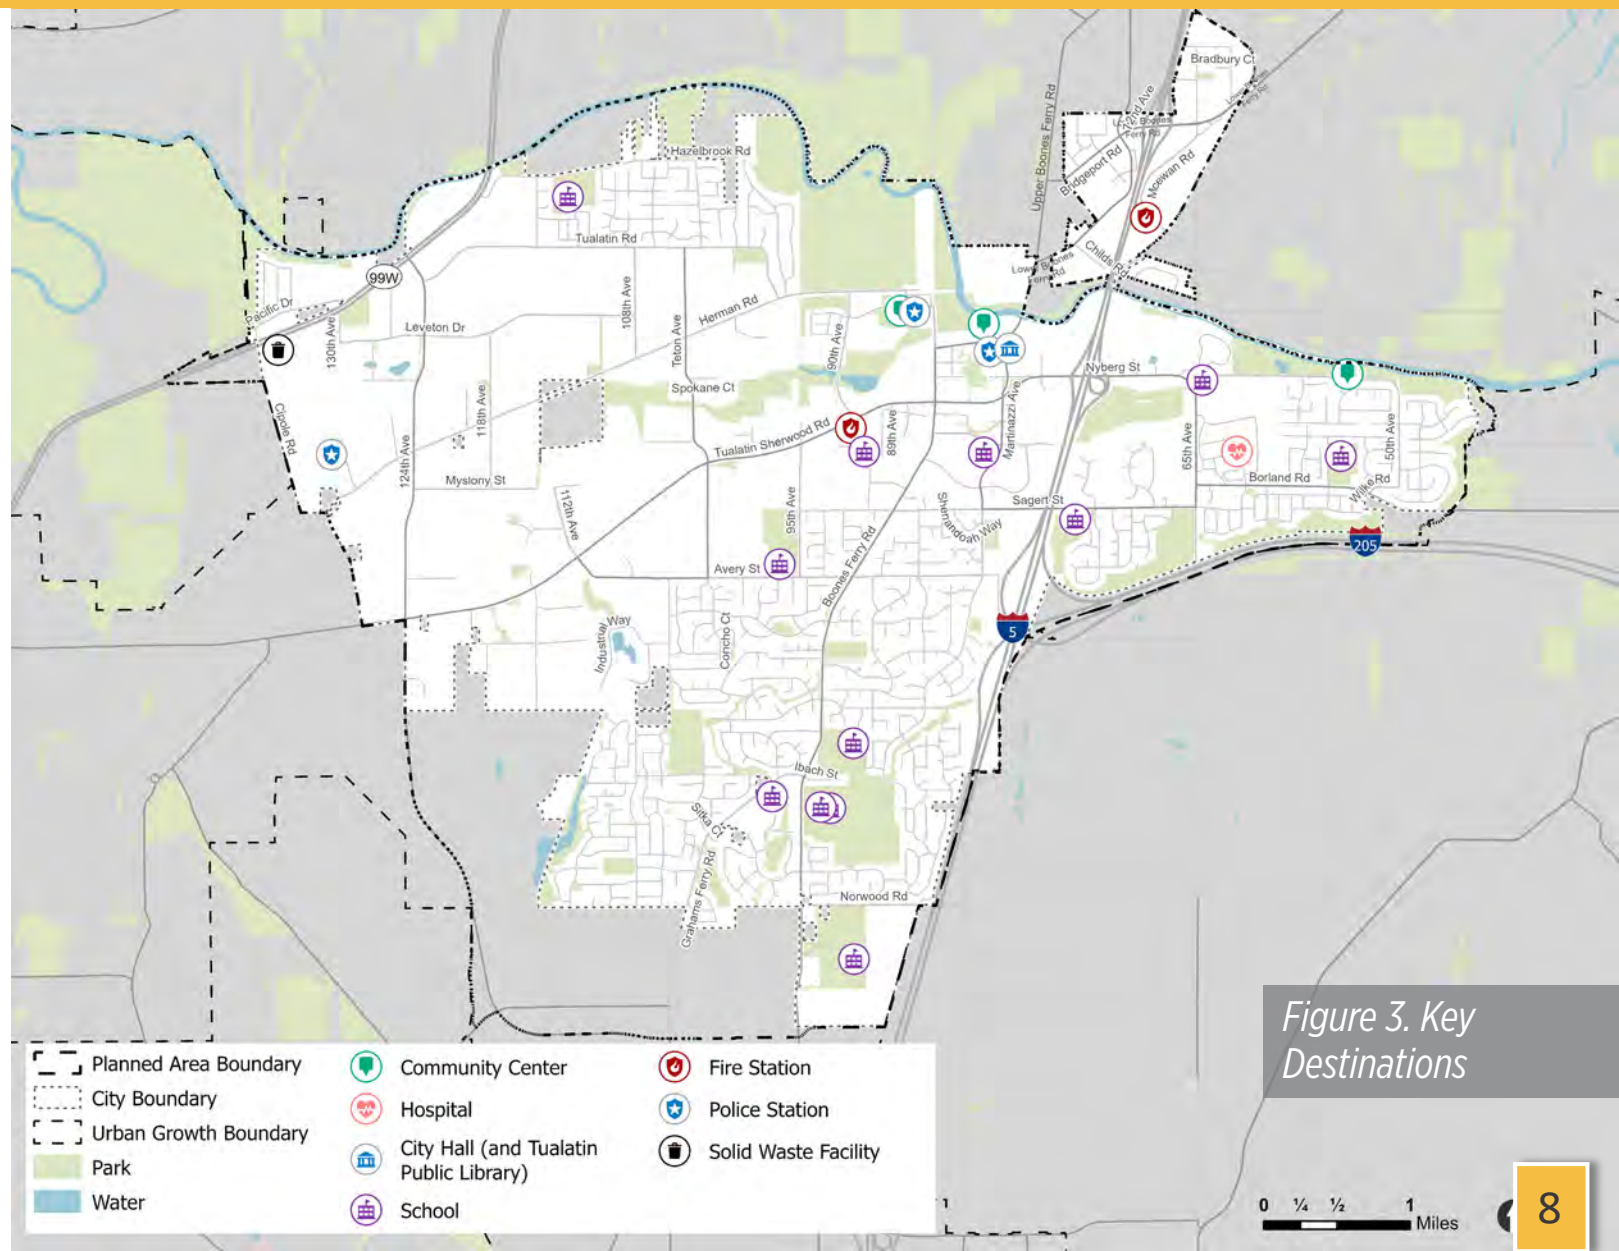 Bradbury Ct
72nd Ave
Upper Boones Ferry Rd
Hazelbrook Rd
Bridgeport Rd
Mcewan Rd
Tualatin Rd
Childs Rd
Lower Boones
Ferry Rd
99W
Pacific Dr
Leveton Dr
130th Ave
108th Ave
Herman Rd
Teton Ave
90th Ave
Nyberg St
Spokane Ct
118th Ave
Martinazzi Ave
Cipole Rd
Tualatin Sherwood Rd
89th Ave
65th Ave
50th Ave
124th Ave
Myslony St
Borland Rd
Wilke Rd
112th Ave
95th Ave
Sagert St
Shenandoah Way
205
Avery St
Boones Ferry Rd
5
Industrial Way
Concho Ct
Ibach St
Sitka Ct
Grahams Ferry Rd
Norwood Rd
Figure 3. Key
Destinations
Planned Area Boundary
City Boundary
Urban Growth Boundary
Park
Water
Community Center
Hospital
City Hall (and Tualatin
Public Library)
School
Fire Station
Police Station
Solid Waste Facility
0 ¼ ½ 1
Miles
8